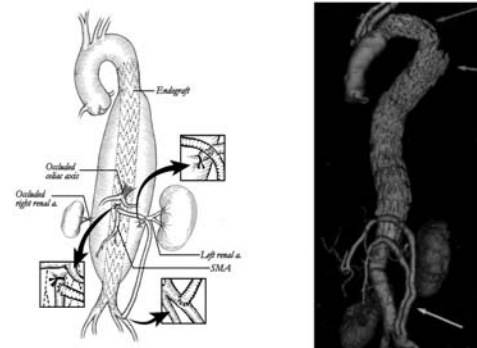 Endograft
Occluded
celiac axis
Occluded
right renal a.
Left renal a.
SMA